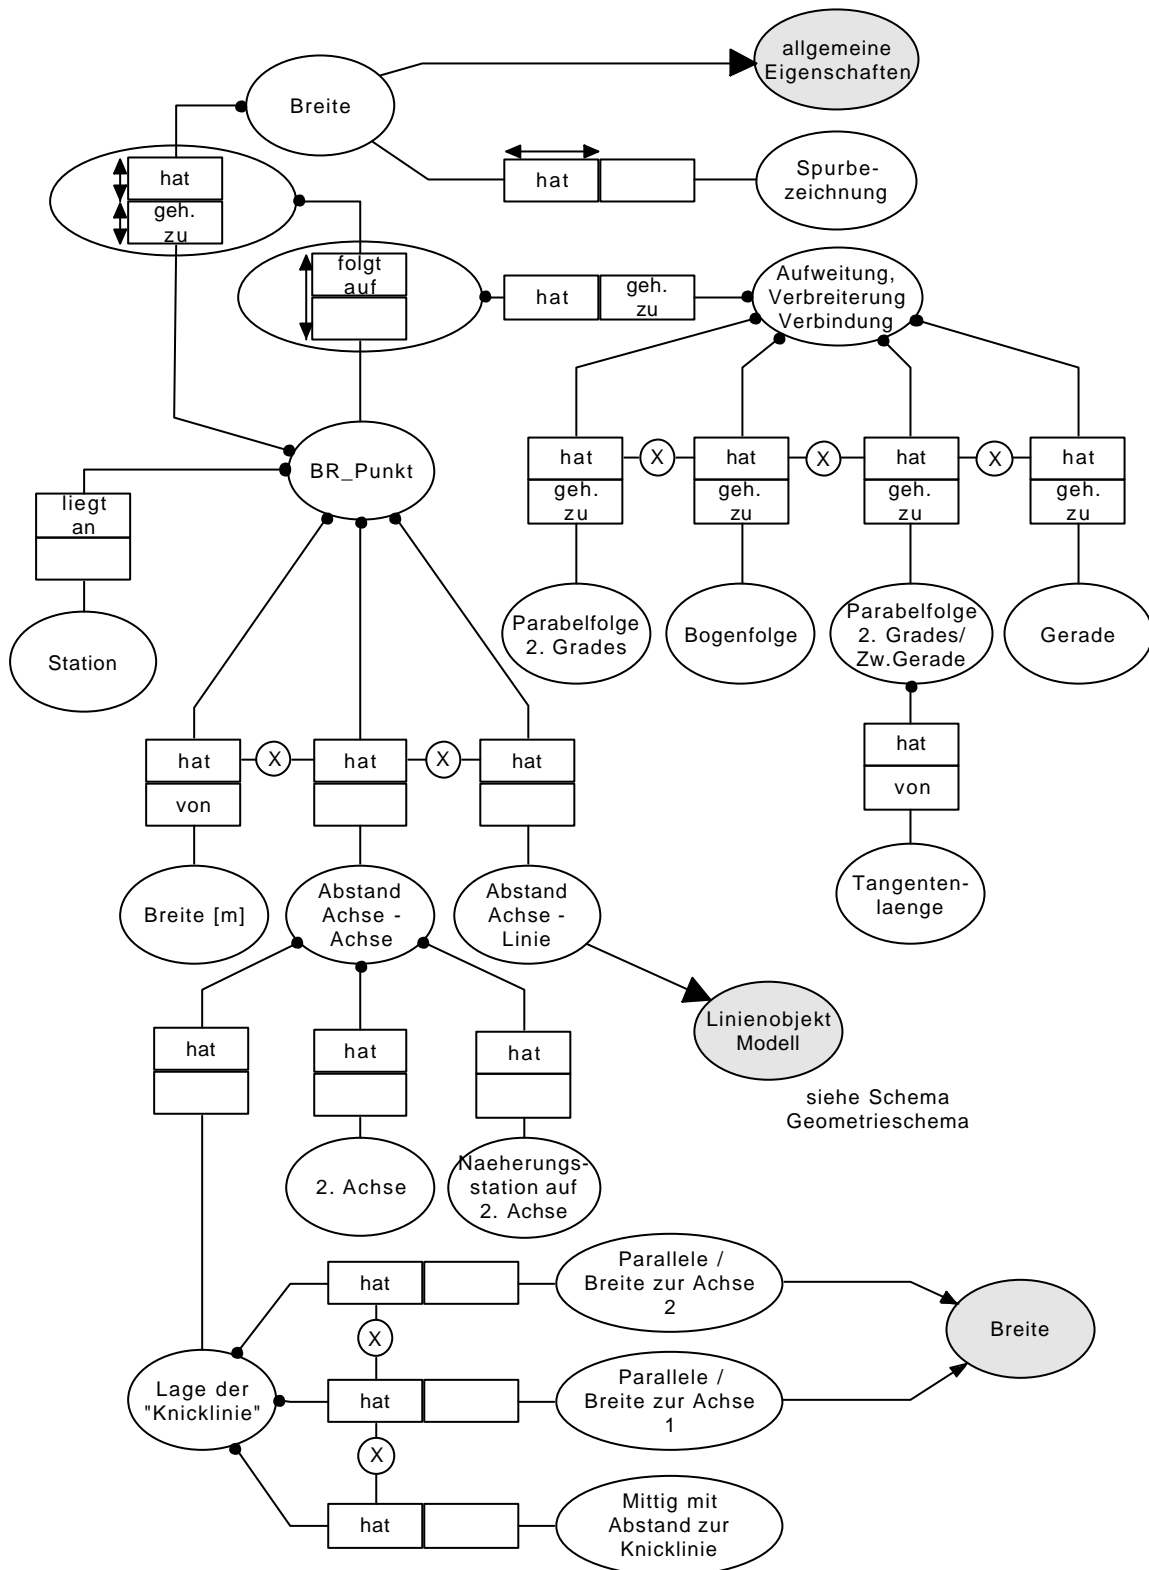 allgemeine
Eigenschaften
Breite
hat
geh.
zu
hat
Spurbe-
zeichnung
folgt
auf
hat
geh.
zu
Aufweitung,
Verbreiterung
Verbindung
hat
geh.
zu
X
hat
geh.
zu
X
hat
geh.
zu
X
hat
geh.
zu
BR_Punkt
liegt
an
Station
Parabelfolge
2. Grades
Bogenfolge
Parabelfolge
2. Grades/
Zw.Gerade
Gerade
hat
von
Tangenten-
laenge
hat
von
X
hat
X
hat
Breite [m]
Abstand
Achse -
Achse
Abstand
Achse -
Linie
Linienobjekt
Modell
siehe Schema
Geometrieschema
hat
hat
hat
2. Achse
Naeherungs-
station auf
2. Achse
hat
Parallele /
Breite zur Achse
2
X
Breite
Lage der
"Knicklinie"
hat
Parallele /
Breite zur Achse
1
X
hat
Mittig mit
Abstand zur
Knicklinie